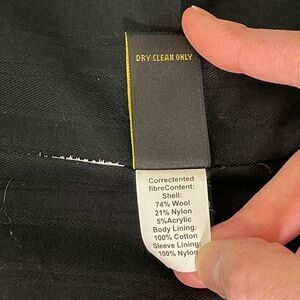 DRY CLEAN ONLY
Correctented
fibreContent:
Shell:
74% Wool
21% Nylon
5%Acrylic
Body Lining:
100% Cotton
Sleeve Lining:
100% Nylon